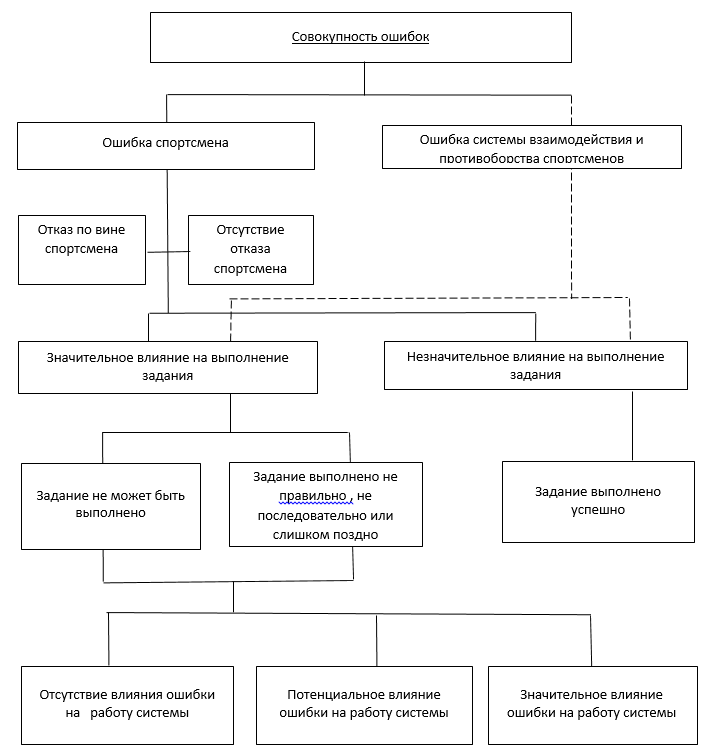 Совокупность ошибок
Ошибка спортсмена
Ошибка системы взаимодействия и
противоборства спортсменов
Отказ по вине
спортсмена
Отсутствие
отказа
спортсмена
Значительное влияние на выполнение
задания
Незначительное влияние на выполнение
задания
Задание не может быть
выполнено
Задание выполнено не
правильно , не
последовательно или
слишком поздно
Задание выполнено
успешно
Отсутствие влияния ошибки
на работу системы
Потенциальное влияние
ошибки на работу системы
Значительное влияние
ошибки на работу системы